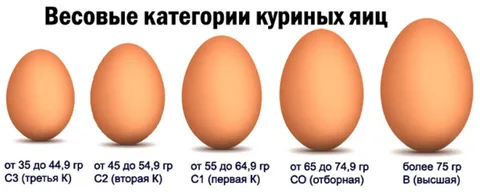 Весовые категории куриных яиц
от 35 до 44,9 гр
С3 (третья К)
от 45 до 54,9 гр
С2 (вторая К)
от 55 до 64,9 гр
С1 (первая К)
от 65 до 74,9 гр
СО (отборная)
более 75 гр
В (высшая)